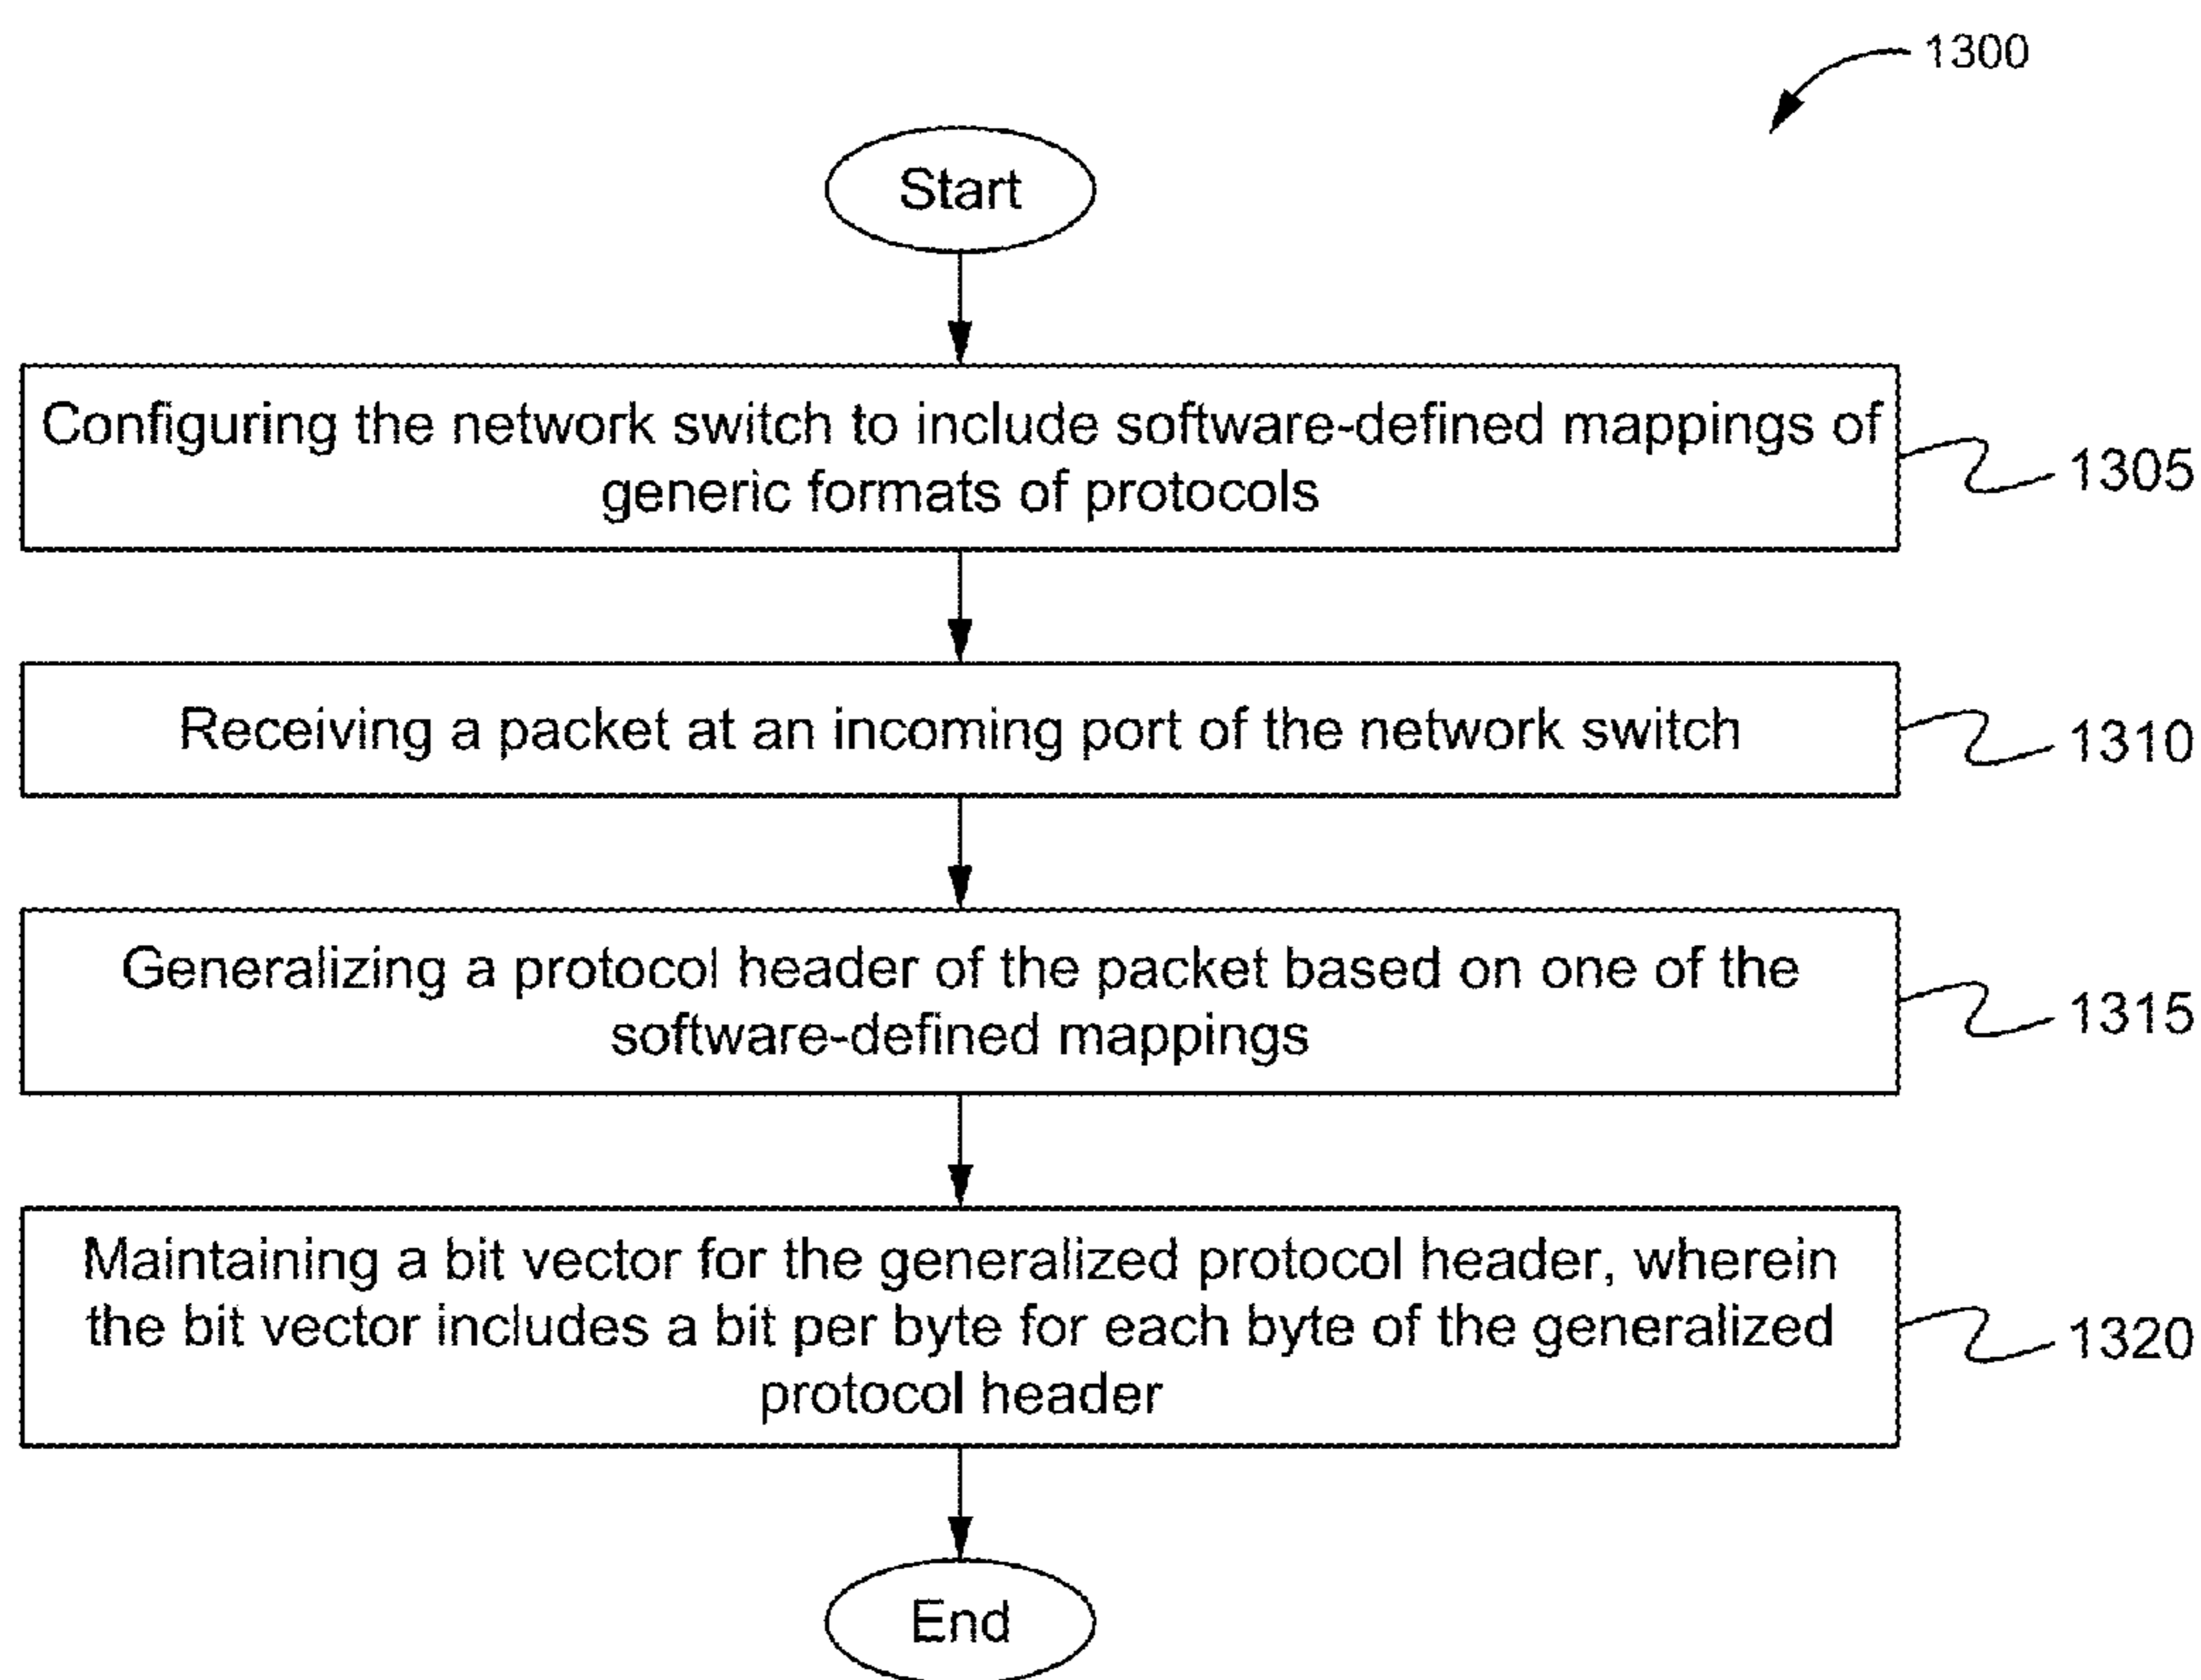 1300
Start
Configuring the network switch to include software-defined mappings of
generic formats of protocols
1305
Receiving a packet at an incoming port of the network switch
1310
Generalizing a protocol header of the packet based on one of the
software-defined mappings
1315
Maintaining a bit vector for the generalized protocol header, wherein
the bit vector includes a bit per byte for each byte of the generalized
protocol header
1320
End